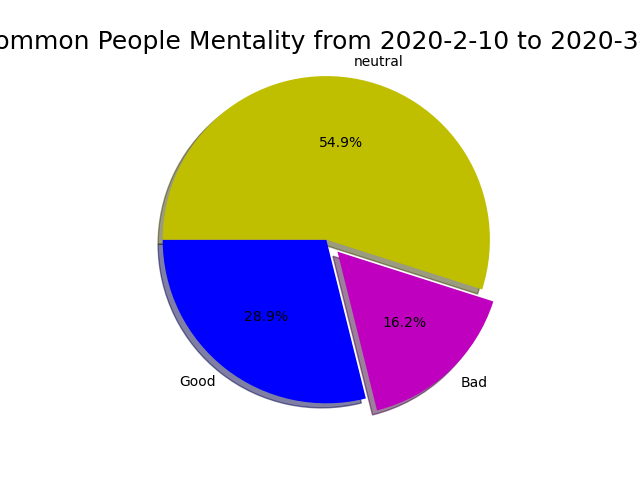 ommon People Mentality from 2020-2-10 to 2020-3
neutral
54.9%
28.9%
16.2%
Good
Bad